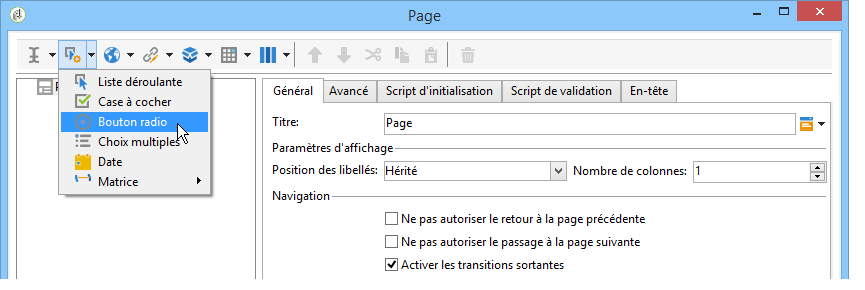 Page
P
Liste déroulante
Case à cocher
Bouton radio
Choix multiples
Date
Matrice
Général Avancé Script d'initialisation Script de validation En-tête
Titre: Page
Paramètres d'affichage
Position des libellés: Hérité Nombre de colonnes: 1
Navigation
Ne pas autoriser le retour à la page précédente
Ne pas autoriser le passage à la page suivante
Activer les transitions sortantes